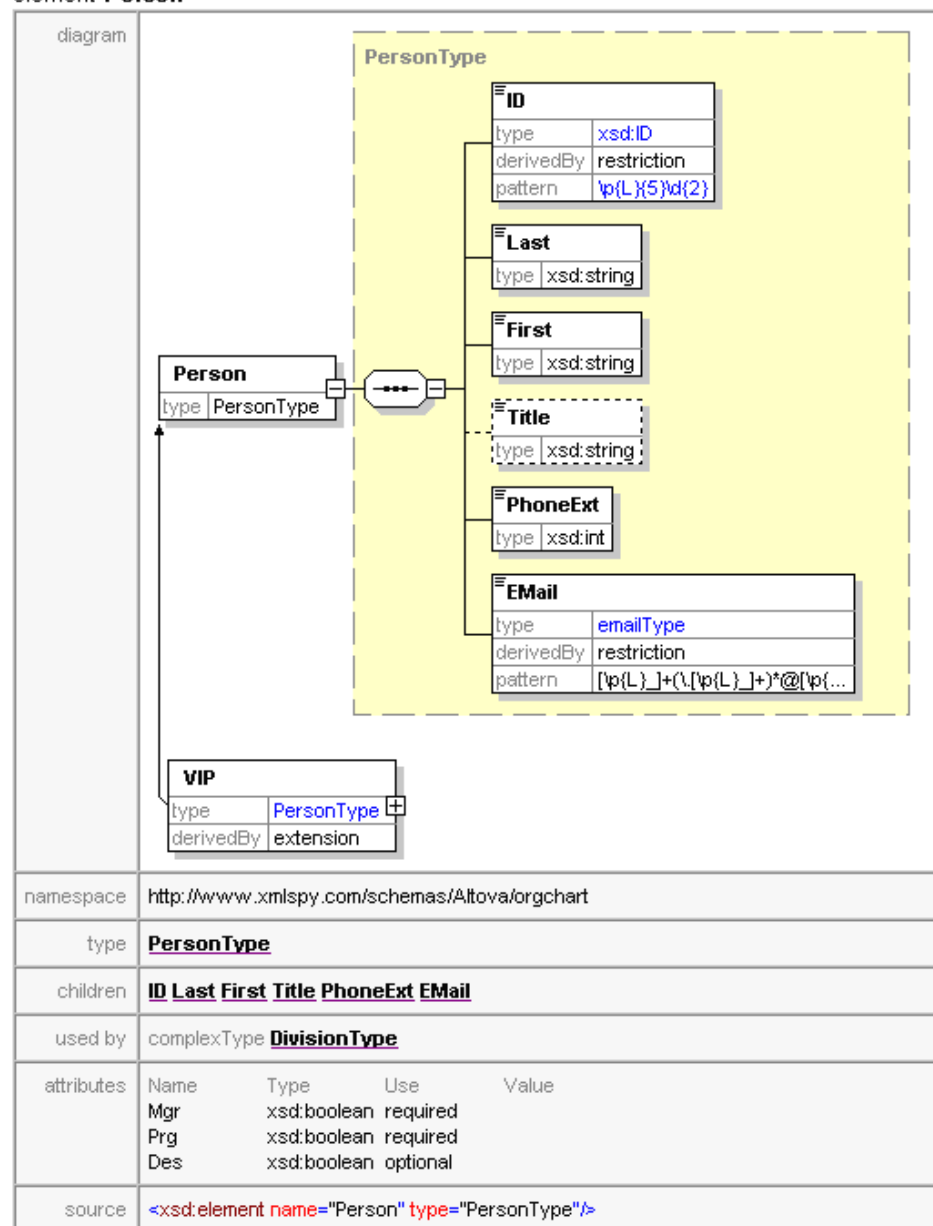 diagram
PersonType
ID
type xsd:ID
derivedBy restriction
pattern \p{L}{5}\d{2}
Last
type xsd:string
First
type xsd:string
Person
type PersonType
Title
type xsd:string
PhoneExt
type xsd:int
EMail
type emailType
derivedBy restriction
pattern [\p{L}_]+(\.[\p{L}_]+)*@[\p{...
VIP
type PersonType
derivedBy extension
namespace http://www.xmlspy.com/schemas/Altova/orgchart
type PersonType
children ID Last First Title PhoneExt EMail
used by complexType DivisionType
attributes Name Type Use Value
Mgr xsd:boolean required
Prg xsd:boolean required
Des xsd:boolean optional
source <xsd:element name="Person" type="PersonType"/>